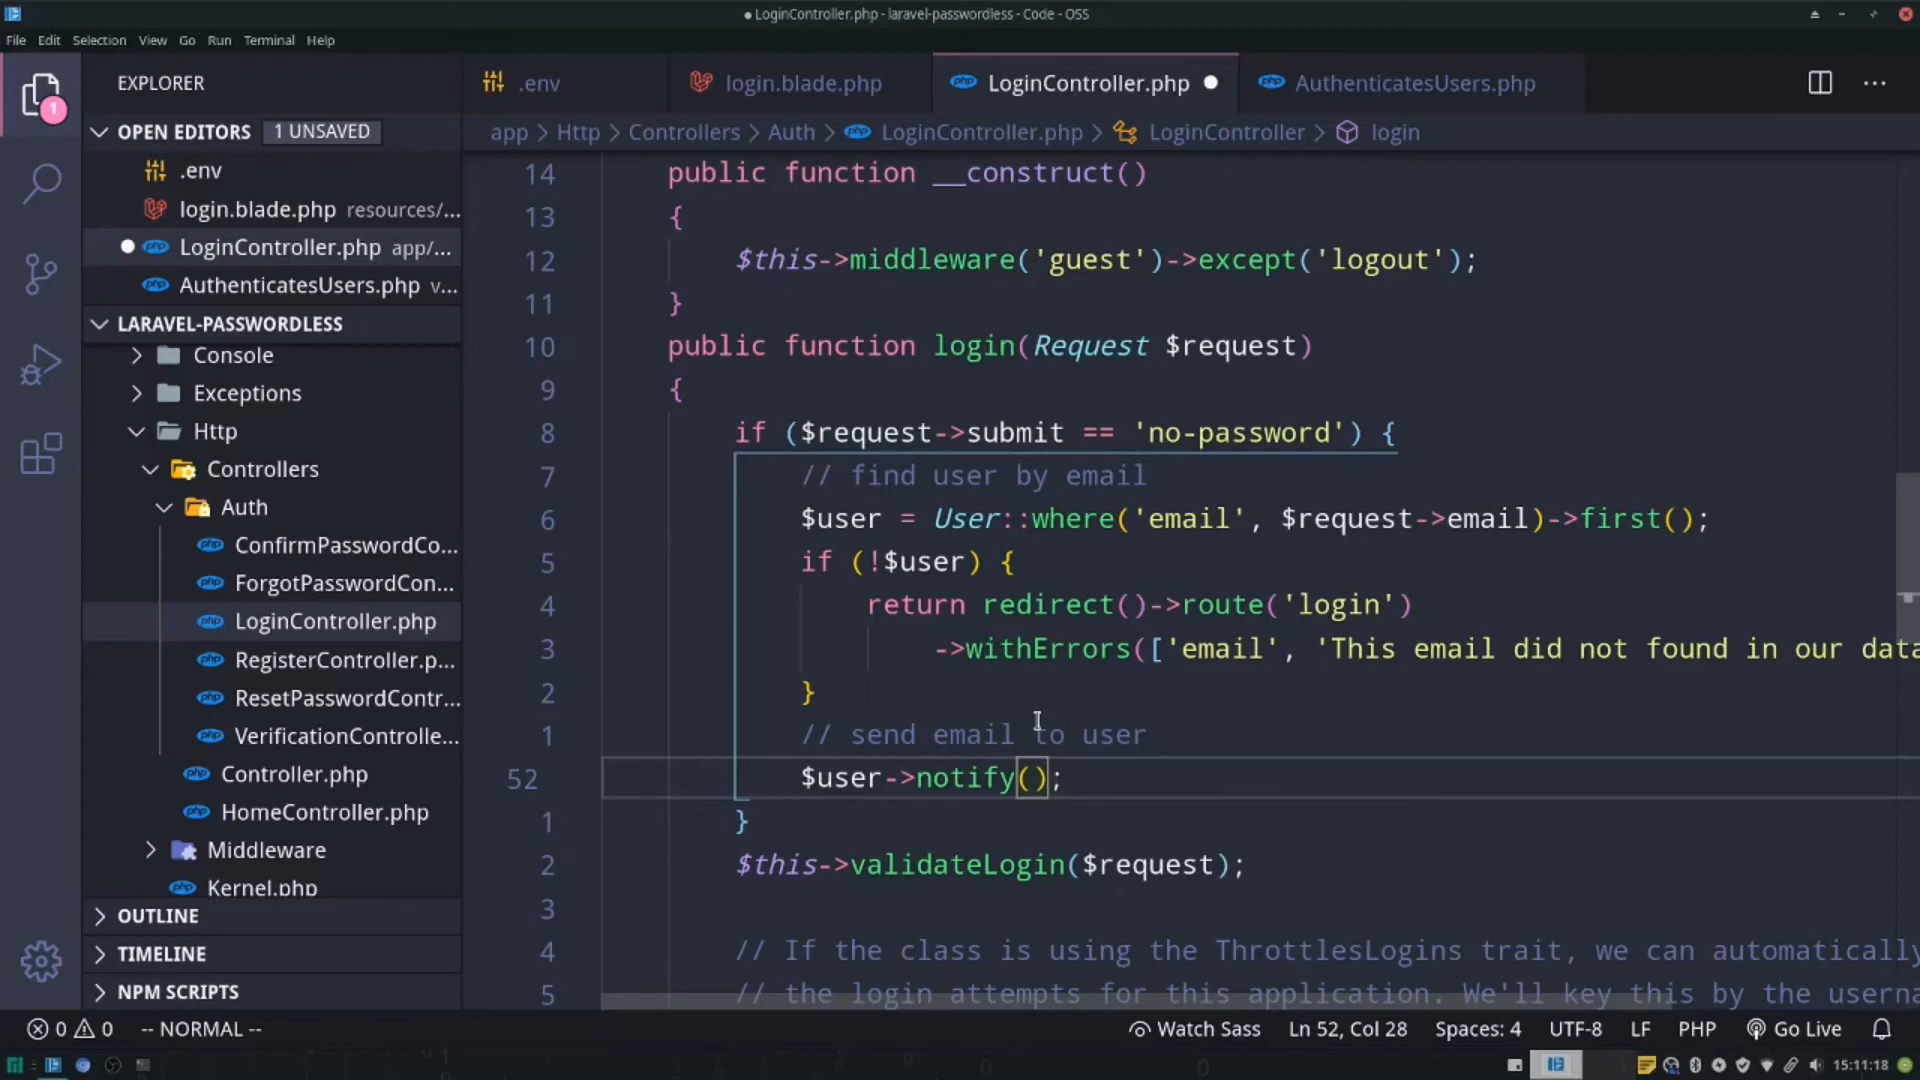 LoginController.php - laravel-passwordless - Code - OSS
File Edit Selection View Go Run Terminal Help
EXPLORER
.env
login.blade.php
LoginController.php
AuthenticatesUsers.php
OPEN EDITORS 1 UNSAVED
app > Http > Controllers > Auth > LoginController.php > LoginController > login
.env
login.blade.php resources/...
LoginController.php app/...
AuthenticatesUsers.php v...
LARAVEL-PASSWORDLESS
Console
Exceptions
Http
Controllers
Auth
ConfirmPasswordCo...
ForgotPasswordCon...
LoginController.php
RegisterController.p...
ResetPasswordContr...
VerificationControlle...
Controller.php
HomeController.php
Middleware
Kernel.php
OUTLINE
TIMELINE
NPM SCRIPTS
1
14 public function __construct()
13 {
12 $this->middleware('guest')->except('logout');
11 }
10 public function login(Request $request)
9 {
8 if ($request->submit == 'no-password') {
7 // find user by email
6 $user = User::where('email', $request->email)->first();
5 if (!$user) {
4 return redirect()->route('login')
3 ->withErrors(['email', 'This email did not found in our data
2 }
1 // send email to user
52 $user->notify();
1 }
2 $this->validateLogin($request);
3
4 // If the class is using the ThrottlesLogins trait, we can automatically
5 // the login attempts for this application. We'll key this by the userna
0 0 -- NORMAL -- Watch Sass Ln 52, Col 28 Spaces: 4 UTF-8 LF PHP Go Live
15:11:18